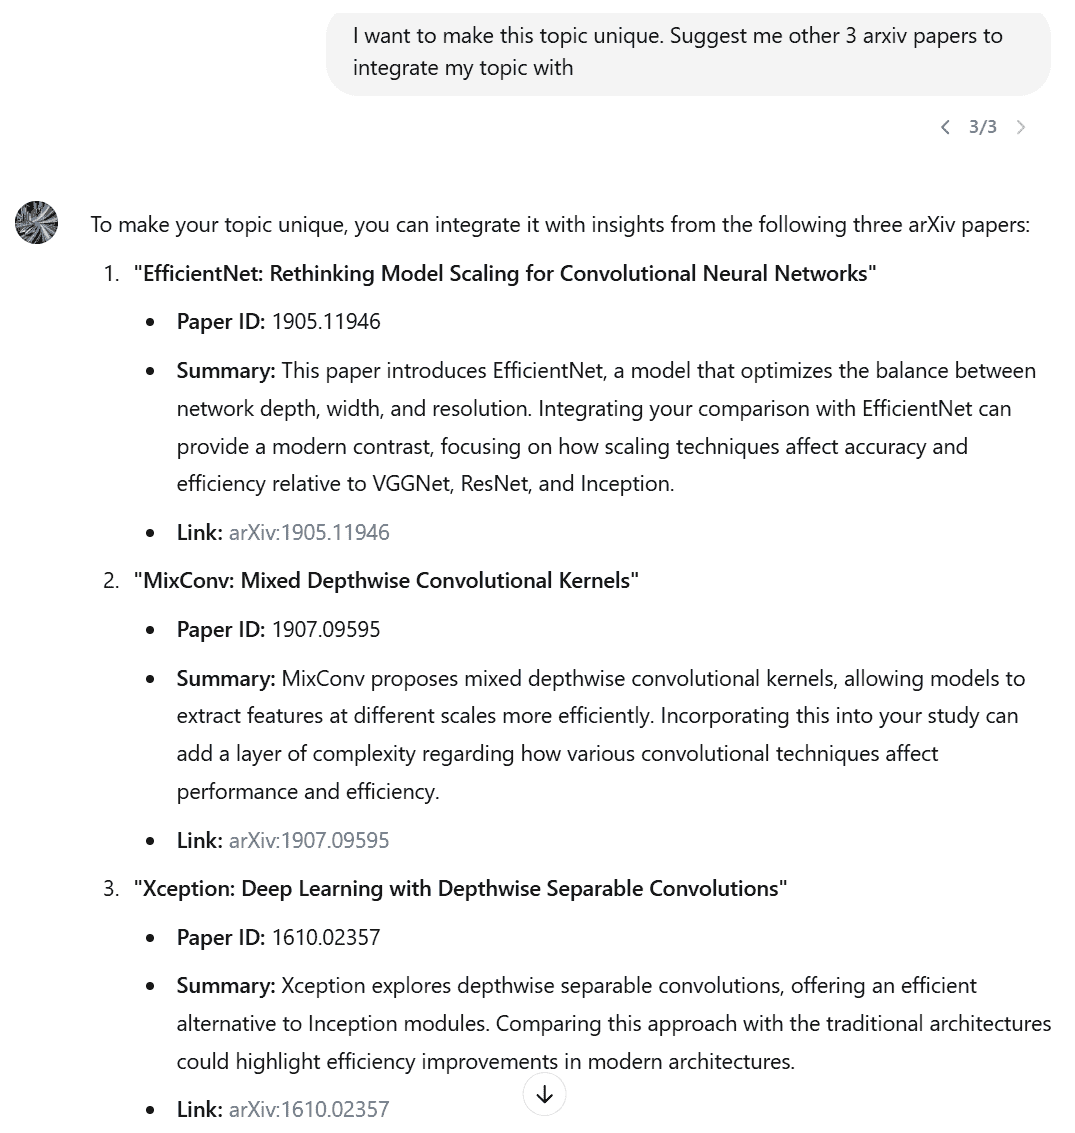 I want to make this topic unique. Suggest me other 3 arxiv papers to
integrate my topic with
3/3
To make your topic unique, you can integrate it with insights from the following three arXiv papers:
1. "EfficientNet: Rethinking Model Scaling for Convolutional Neural Networks"
• Paper ID: 1905.11946
• Summary: This paper introduces EfficientNet, a model that optimizes the balance between
network depth, width, and resolution. Integrating your comparison with EfficientNet can
provide a modern contrast, focusing on how scaling techniques affect accuracy and
efficiency relative to VGGNet, ResNet, and Inception.
• Link: arXiv:1905.11946
2. "MixConv: Mixed Depthwise Convolutional Kernels"
• Paper ID: 1907.09595
• Summary: MixConv proposes mixed depthwise convolutional kernels, allowing models to
extract features at different scales more efficiently. Incorporating this into your study can
add a layer of complexity regarding how various convolutional techniques affect
performance and efficiency.
• Link: arXiv:1907.09595
3. "Xception: Deep Learning with Depthwise Separable Convolutions"
• Paper ID: 1610.02357
• Summary: Xception explores depthwise separable convolutions, offering an efficient
alternative to Inception modules. Comparing this approach with the traditional architectures
could highlight efficiency improvements in modern architectures.
• Link: arXiv:1610.02357